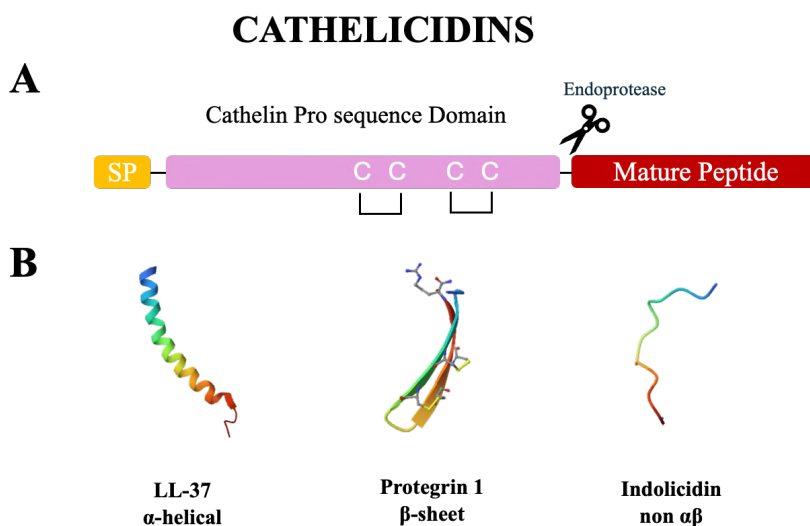 CATHELICIDINS
A
Endoprotease
Cathelin Pro sequence Domain
SP
C C C C
Mature Peptide
B
LL-37
α-helical
Protegrin 1
β-sheet
Indolicidin
non αβ